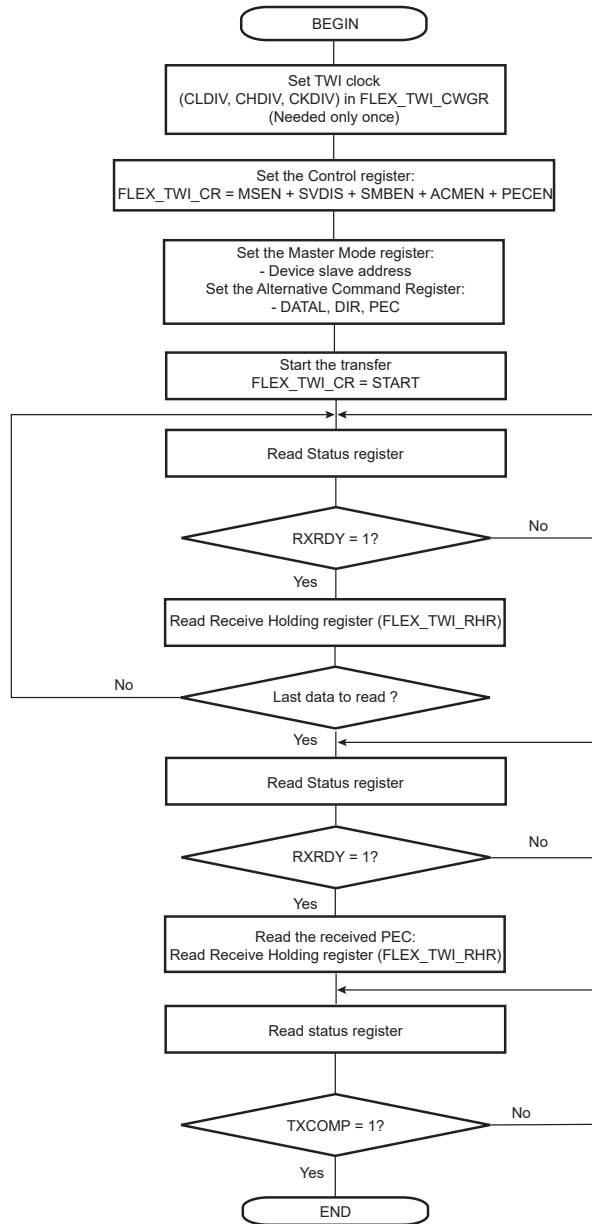 BEGIN
Set TWI clock
(CLDIV, CHDIV, CKDIV) in FLEX_TWI_CWGR
(Needed only once)
Set the Control register:
FLEX_TWI_CR = MSEN + SVDIS + SMBEN + ACMEN + PECEN
Set the Master Mode register:
- Device slave address
Set the Alternative Command Register:
- DATAL, DIR, PEC
Start the transfer
FLEX_TWI_CR = START
Read Status register
RXRDY = 1?
No
Yes
Read Receive Holding register (FLEX_TWI_RHR)
No
Last data to read ?
Yes
Read Status register
RXRDY = 1?
No
Yes
Read the received PEC:
Read Receive Holding register (FLEX_TWI_RHR)
Read status register
TXCOMP = 1?
No
Yes
END